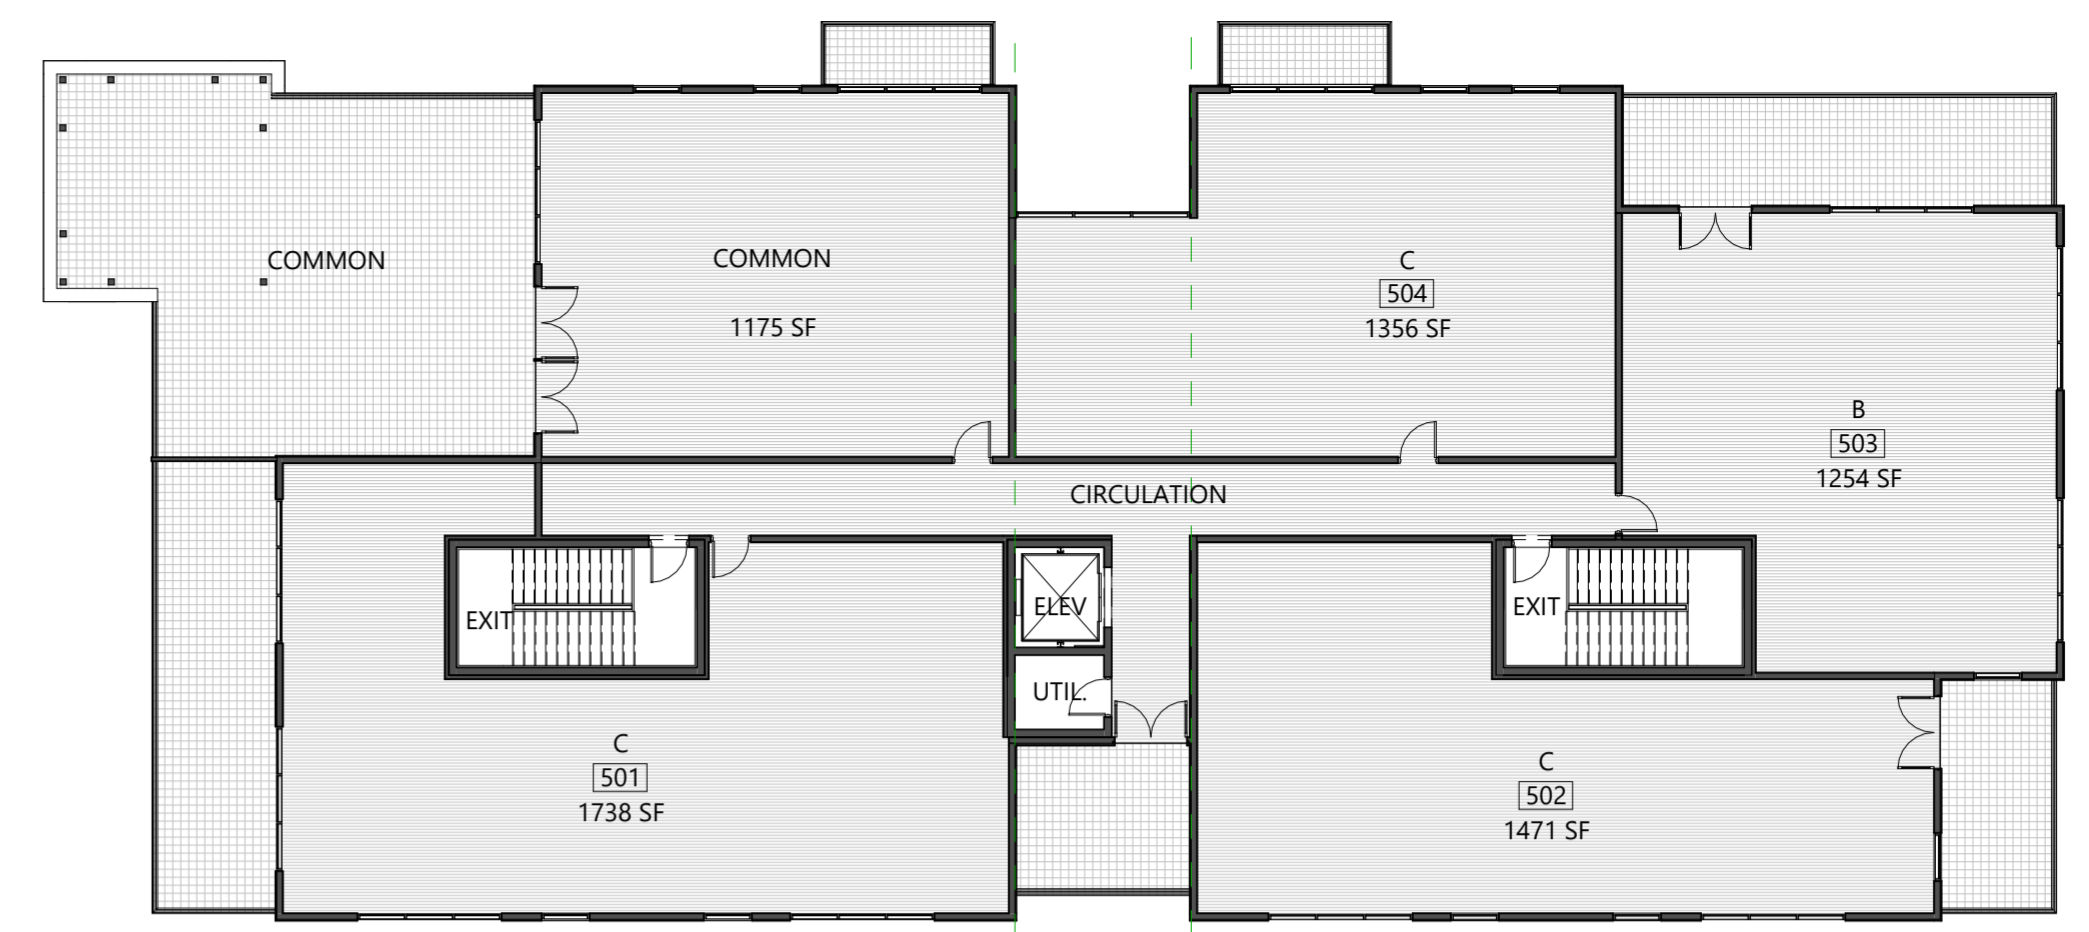 COMMON
COMMON
1175 SF
C
504
1356 SF
B
503
1254 SF
CIRCULATION
EXIT
ELEV
EXIT
UTIL.
C
501
1738 SF
C
502
1471 SF